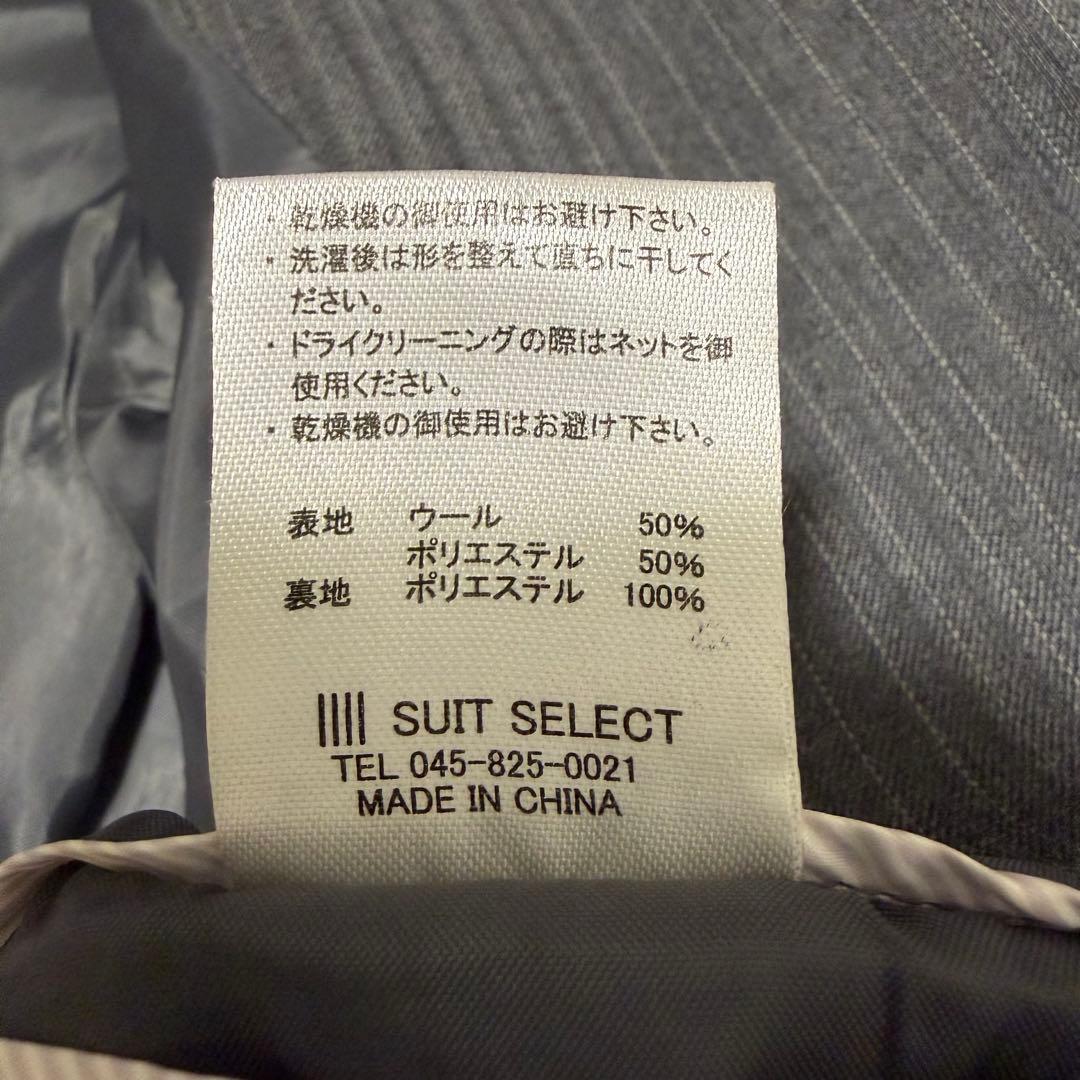 ・乾燥機の御使用はお避け下さい。
・洗濯後は形を整えて直ちに干してく
ださい。
・ドライクリーニングの際はネットを御
使用ください。
・乾燥機の御使用はお避け下さい。
表地 ウール 50%
ポリエステル 50%
裏地 ポリエステル 100%
SUIT SELECT
TEL 045-825-0021
MADE IN CHINA